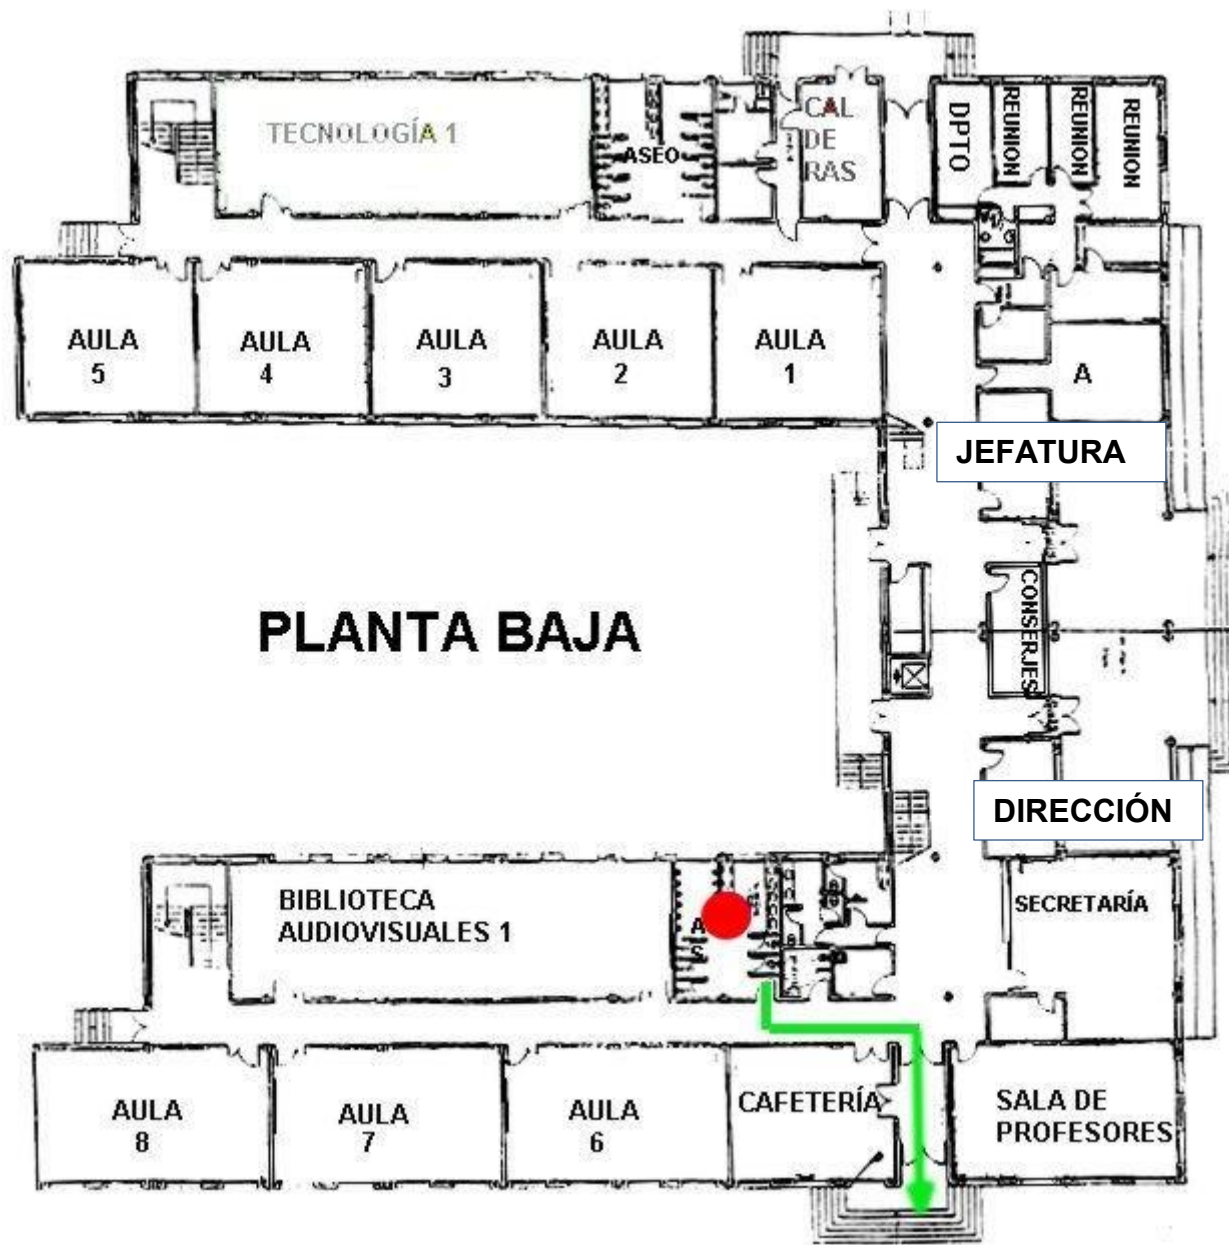 TECNOLOGÍA 1
ASEO
CAL
DE
RAS
DPTO
REUNION
REUNION
REUNION
AULA
5
AULA
4
AULA
3
AULA
2
AULA
1
A
JEFATURA
PLANTA BAJA
CONSERJES
DIRECCIÓN
BIBLIOTECA
AUDIOVISUALES 1
SECRETARÍA
AULA
8
AULA
7
AULA
6
CAFETERÍA
SALA DE
PROFESORES